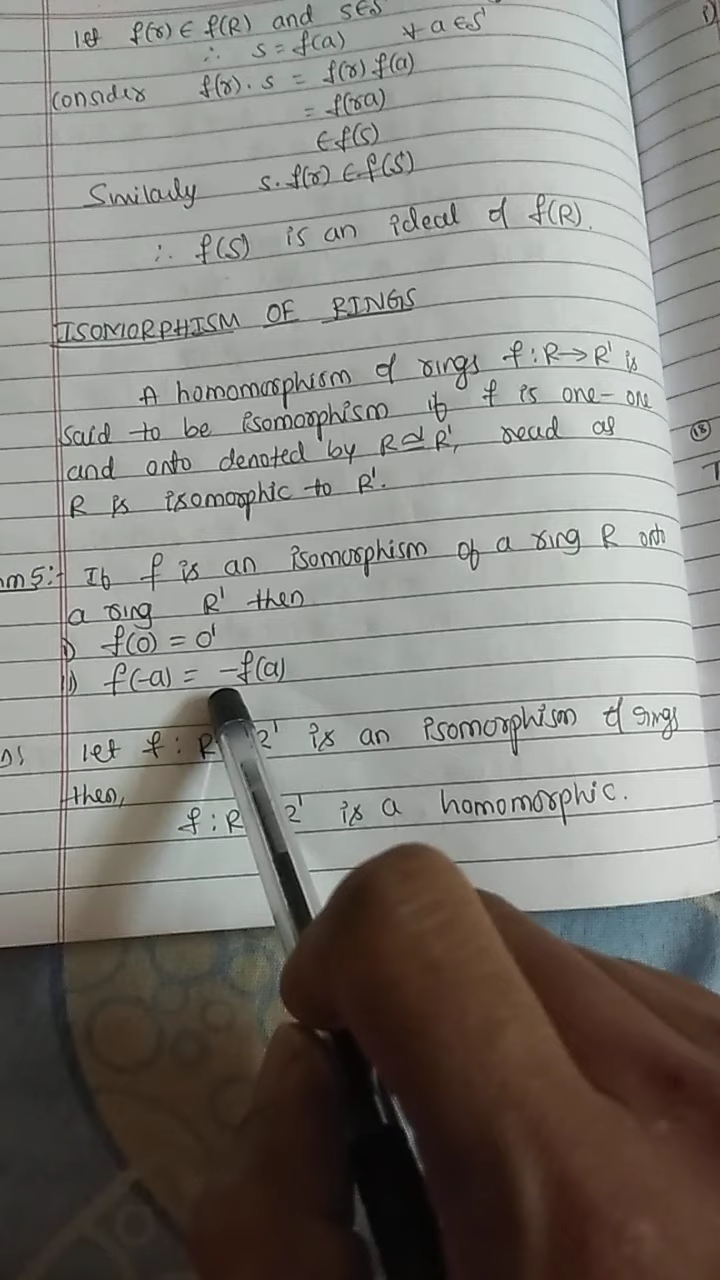 let f(r) ∈ f(R) and s∈S'
∴ s = f(a) ∀ a∈S
Consider f(r).s = f(r) f(a)
= f(ra)
∈ f(S)
Smilarly s.f(r) ∈ f(S)
∴ f(S) is an ideal of f(R).
ISOMORPHISM OF RINGS
A homomorphism of rings f:R→R' is
said to be isomorphism if f is one-one
and onto denoted by R≅R', read as
R is isomorphic to R'.
m5:- If f is an isomorphism of a ring R onto
a ring R' then
i) f(0) = 0'
ii) f(-a) = -f(a)
let f : R R' is an isomorphism of rings
then,
f : R R' is a homomorphic.
(18)